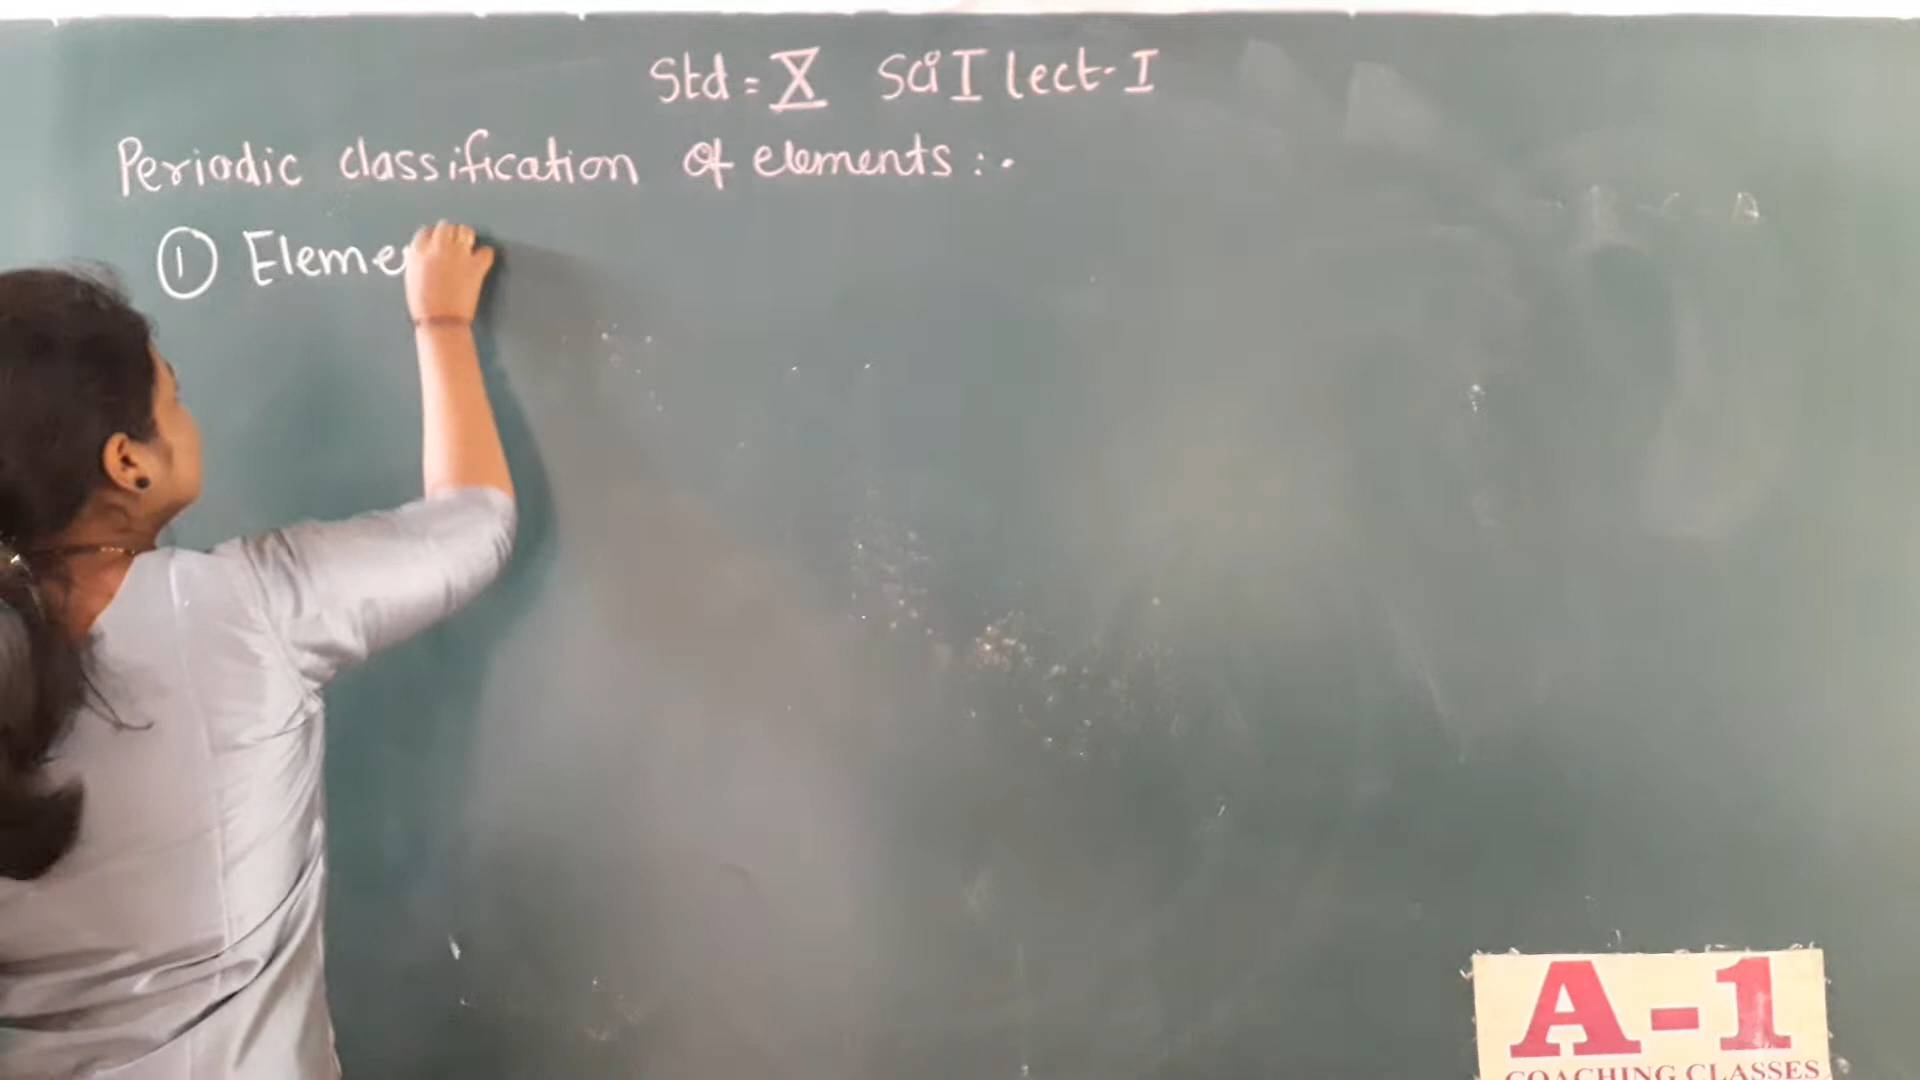 Std = X Sci I lect-I
Periodic classification of elements :-
① Eleme
A-1
COACHING CLASSES